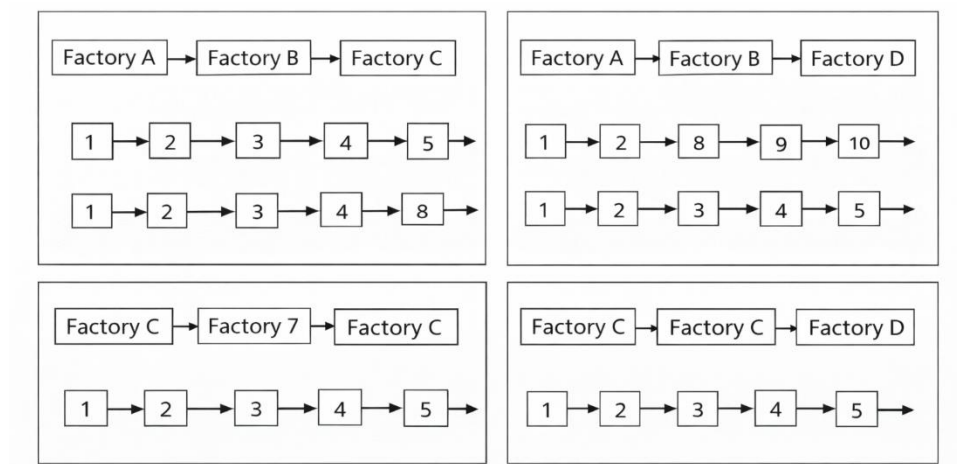 Factory A Factory B Factory C
1 2 3 4 5
1 2 3 4 8
Factory A Factory B Factory D
1 2 8 9 10
1 2 3 4 5
Factory C Factory 7 Factory C
1 2 3 4 5
Factory C Factory C Factory D
1 2 3 4 5